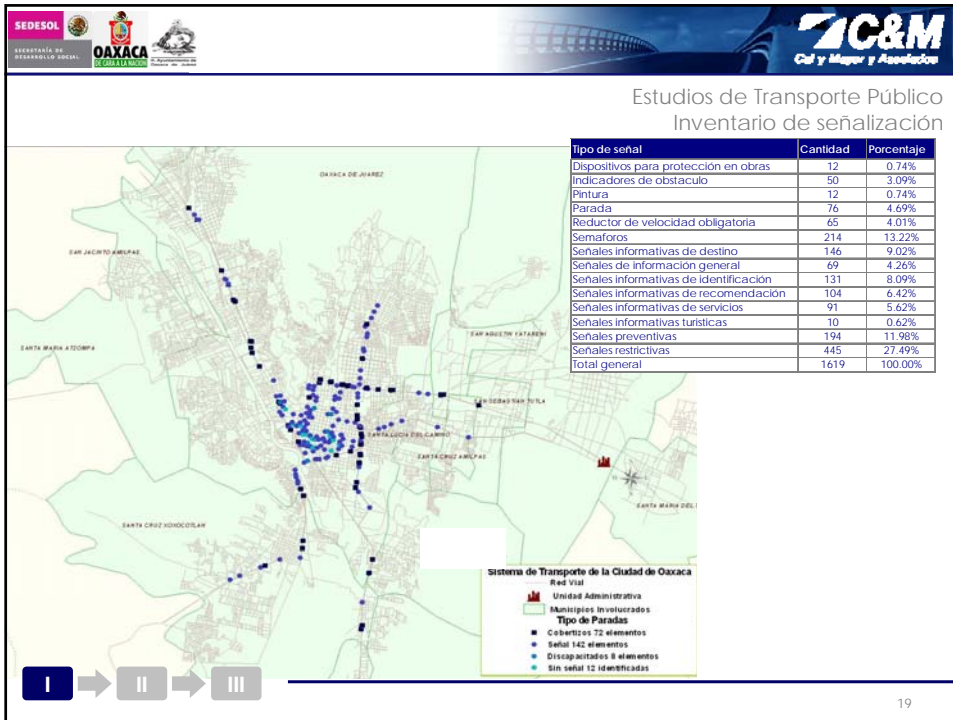 SEDESOL
SECRETARÍA DE
DESARROLLO SOCIAL
OAXACA
DE CARA A LA NACION
H. Ayuntamiento de
Oaxaca de Juárez
C&M
Cal y Mayor y Asociados
Estudios de Transporte Público
Inventario de señalización
Tipo de señal Cantidad Porcentaje
Dispositivos para protección en obras 12 0.74%
Indicadores de obstaculo 50 3.09%
Pintura 12 0.74%
Parada 76 4.69%
Reductor de velocidad obligatoria 65 4.01%
Semaforos 214 13.22%
Señales informativas de destino 146 9.02%
Señales de información general 69 4.26%
Señales informativas de identificación 131 8.09%
Señales informativas de recomendación 104 6.42%
Señales informativas de servicios 91 5.62%
Señales informativas turisticas 10 0.62%
Señales preventivas 194 11.98%
Señales restrictivas 445 27.49%
Total general 1619 100.00%
OAXACA DE JUAREZ
SAN JACINTO AMILPAS
SANTA MARIA ATZOMPA
SAN AGUSTIN YATARENI
SAN SEBASTIAN TUTLA
SANTA LUCIA DEL CAMINO
SANTA CRUZ AMILPAS
SANTA MARIA DEL
SANTA CRUZ XOXOCOTLAN
Sistema de Transporte de la Ciudad de Oaxaca
Red Vial
Unidad Administrativa
Municipios Involucrados
Tipo de Paradas
Cobertizos 72 elementos
Señal 142 elementos
Discapacitados 8 elementos
Sin señal 12 identificadas
I II III
19